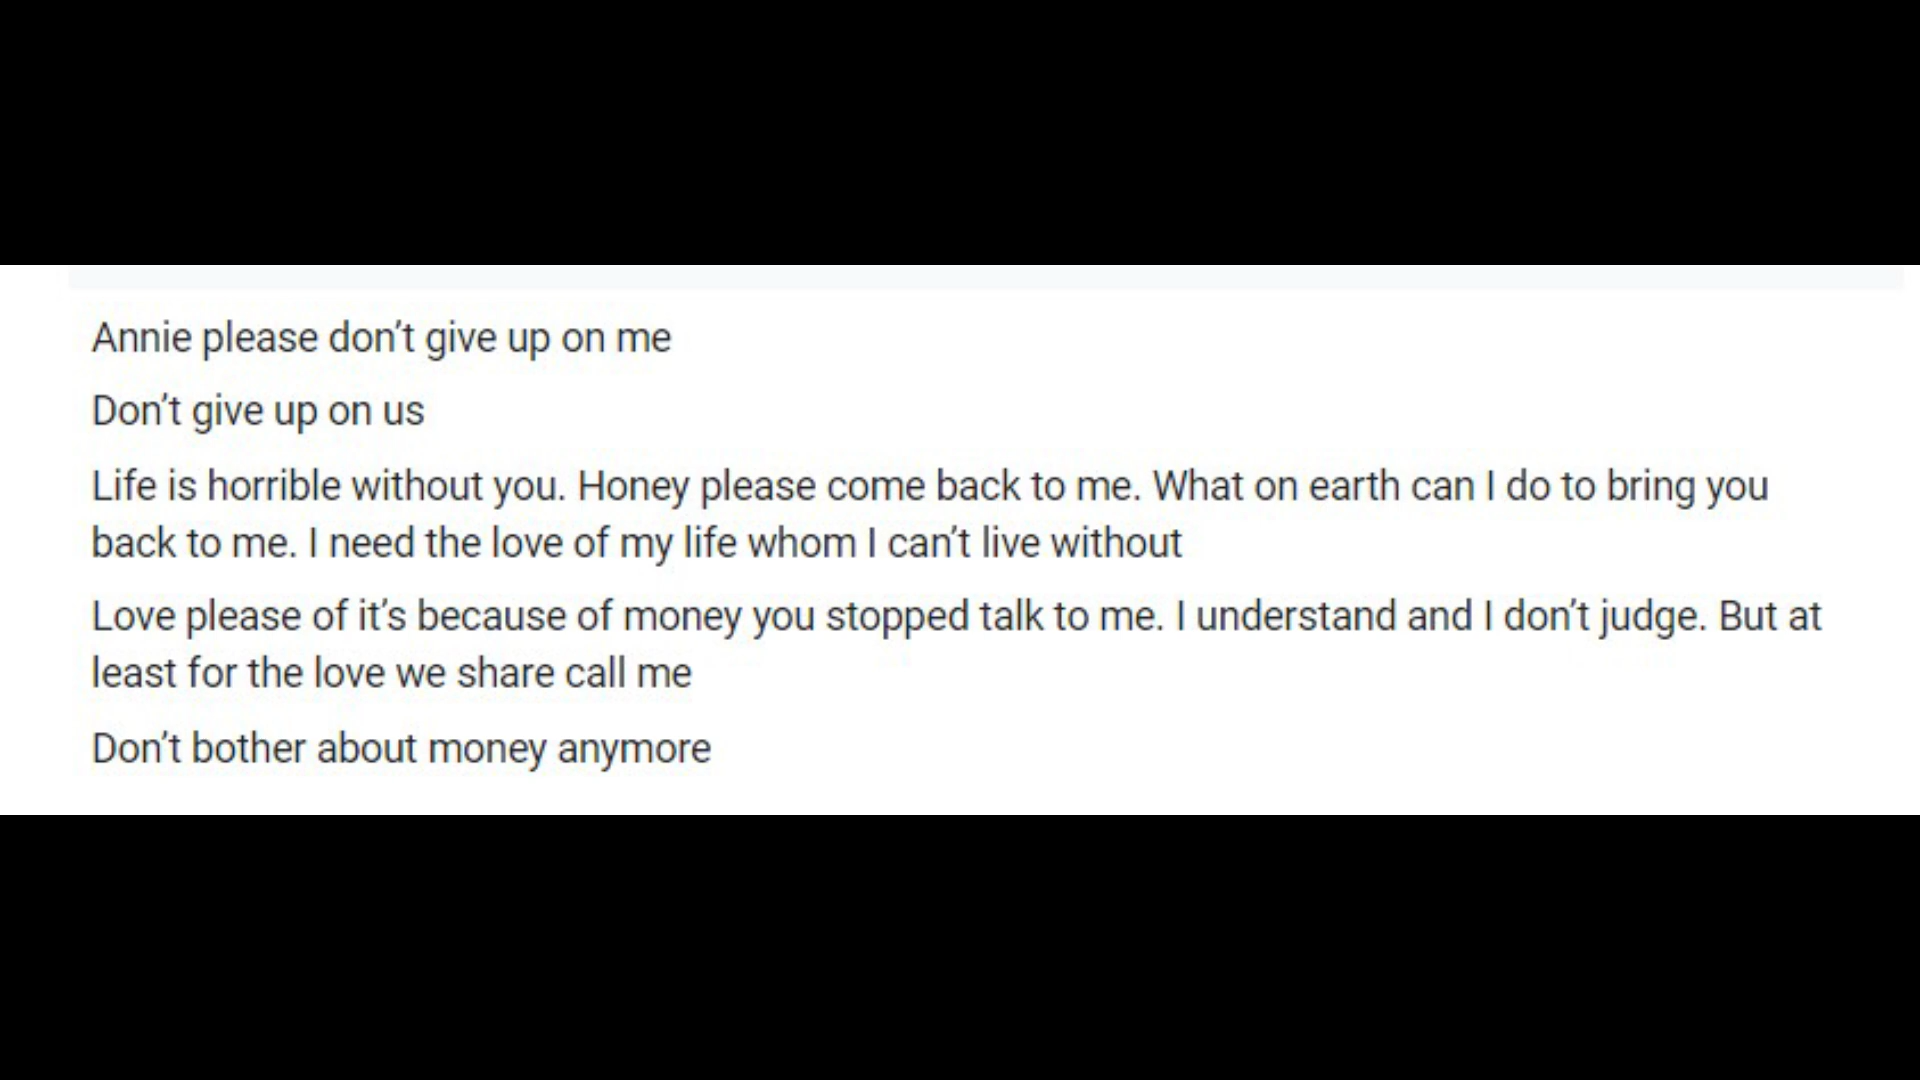 Annie please don’t give up on me
Don’t give up on us
Life is horrible without you. Honey please come back to me. What on earth can I do to bring you
back to me. I need the love of my life whom I can’t live without
Love please of it’s because of money you stopped talk to me. I understand and I don’t judge. But at
least for the love we share call me
Don’t bother about money anymore